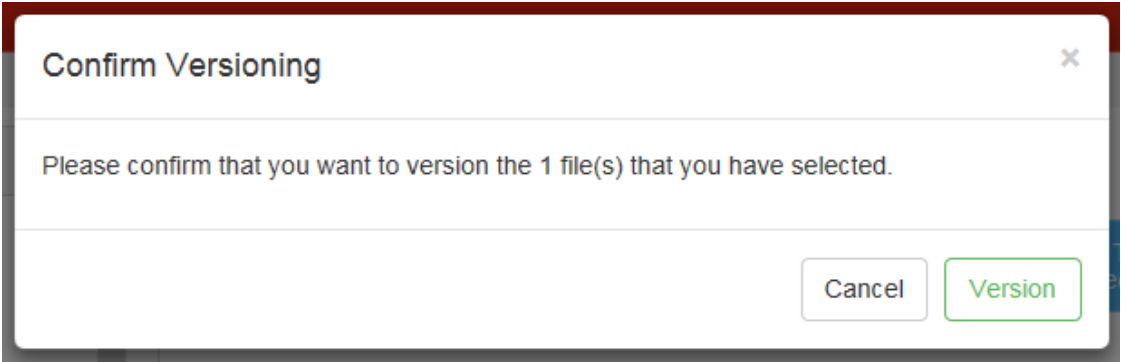 Confirm Versioning
×
Please confirm that you want to version the 1 file(s) that you have selected.
Cancel
Version